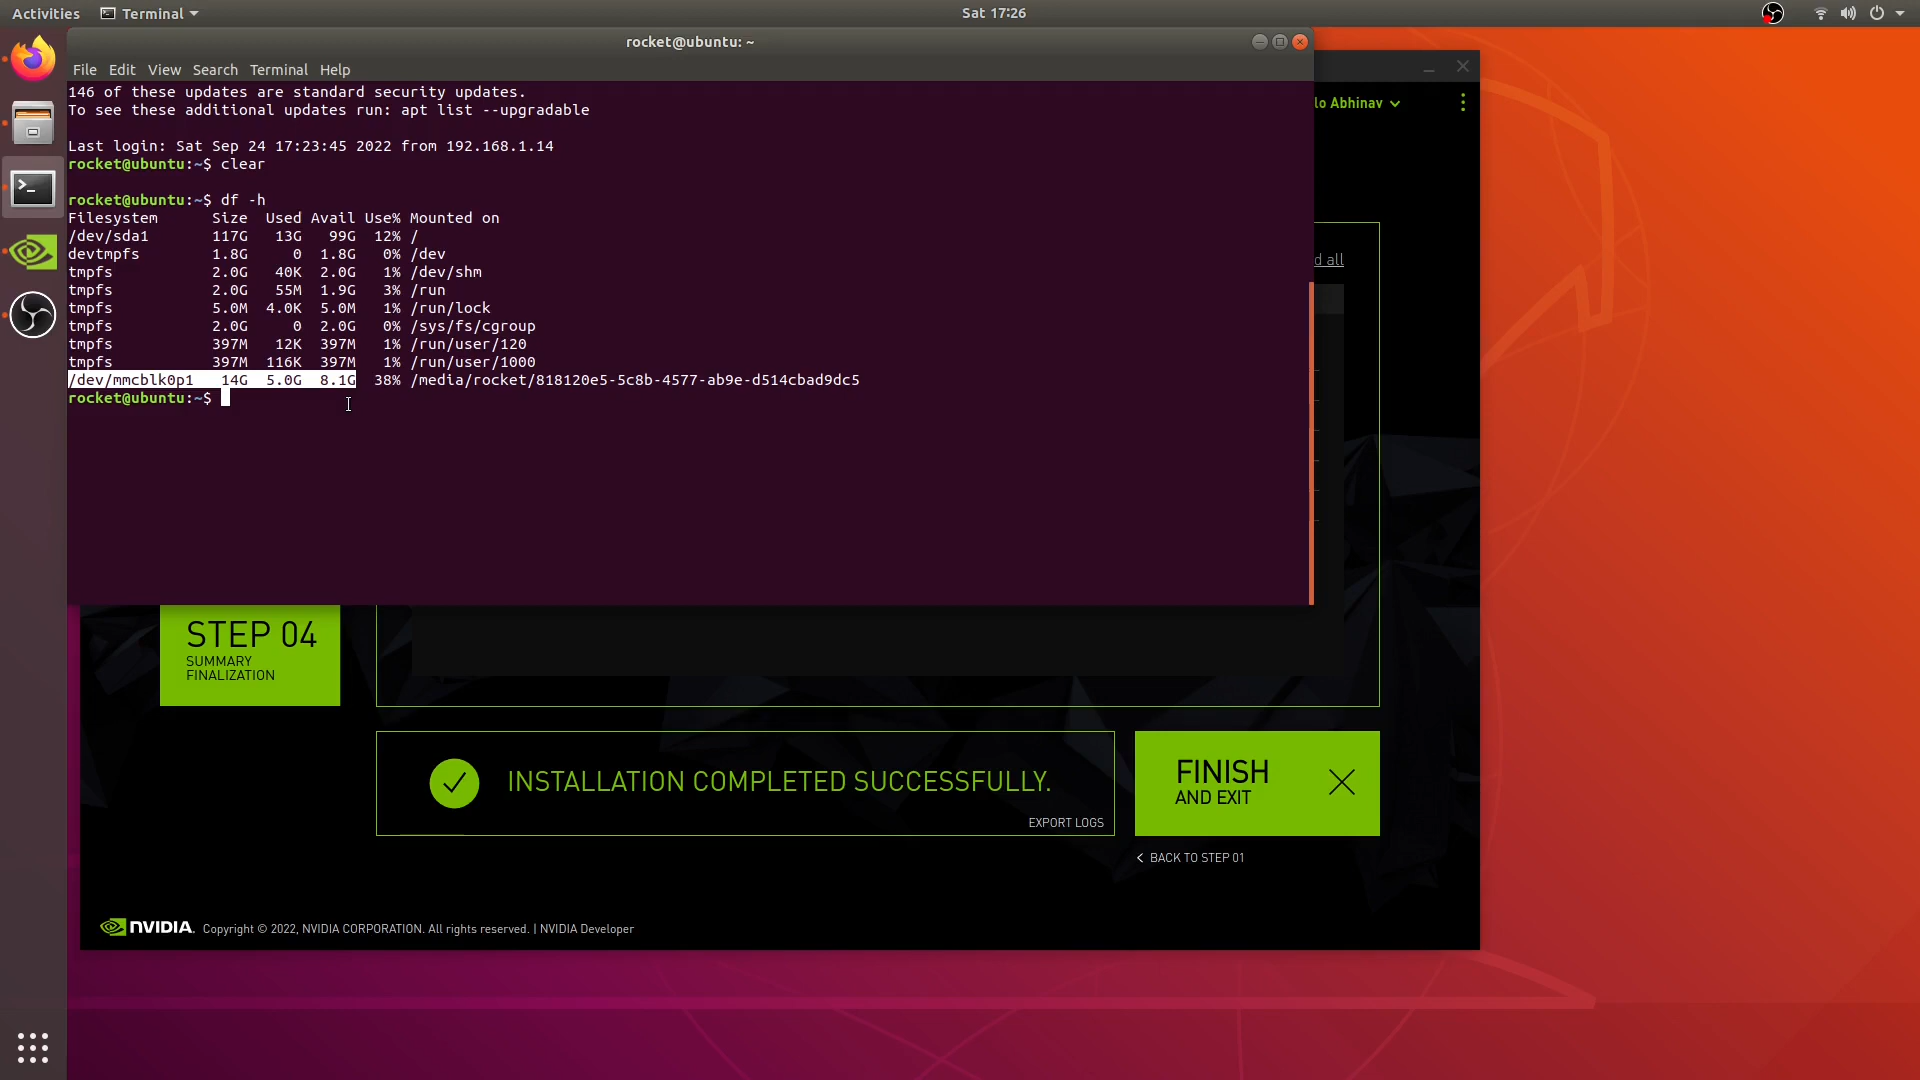 Activities Terminal Sat 17:26
rocket@ubuntu: ~
File Edit View Search Terminal Help
146 of these updates are standard security updates.
To see these additional updates run: apt list --upgradable
Last login: Sat Sep 24 17:23:45 2022 from 192.168.1.14
rocket@ubuntu:~$ clear
rocket@ubuntu:~$ df -h
Filesystem Size Used Avail Use% Mounted on
/dev/sda1 117G 13G 99G 12% /
devtmpfs 1.8G 0 1.8G 0% /dev
tmpfs 2.0G 40K 2.0G 1% /dev/shm
tmpfs 2.0G 55M 1.9G 3% /run
tmpfs 5.0M 4.0K 5.0M 1% /run/lock
tmpfs 2.0G 0 2.0G 0% /sys/fs/cgroup
tmpfs 397M 12K 397M 1% /run/user/120
tmpfs 397M 116K 397M 1% /run/user/1000
/dev/mmcblk0p1 14G 5.0G 8.1G 38% /media/rocket/818120e5-5c8b-4577-ab9e-d514cbad9dc5
rocket@ubuntu:~$
lo Abhinav
d all
STEP 04
SUMMARY
FINALIZATION
INSTALLATION COMPLETED SUCCESSFULLY.
EXPORT LOGS
FINISH
AND EXIT
< BACK TO STEP 01
NVIDIA. Copyright © 2022, NVIDIA CORPORATION. All rights reserved. | NVIDIA Developer